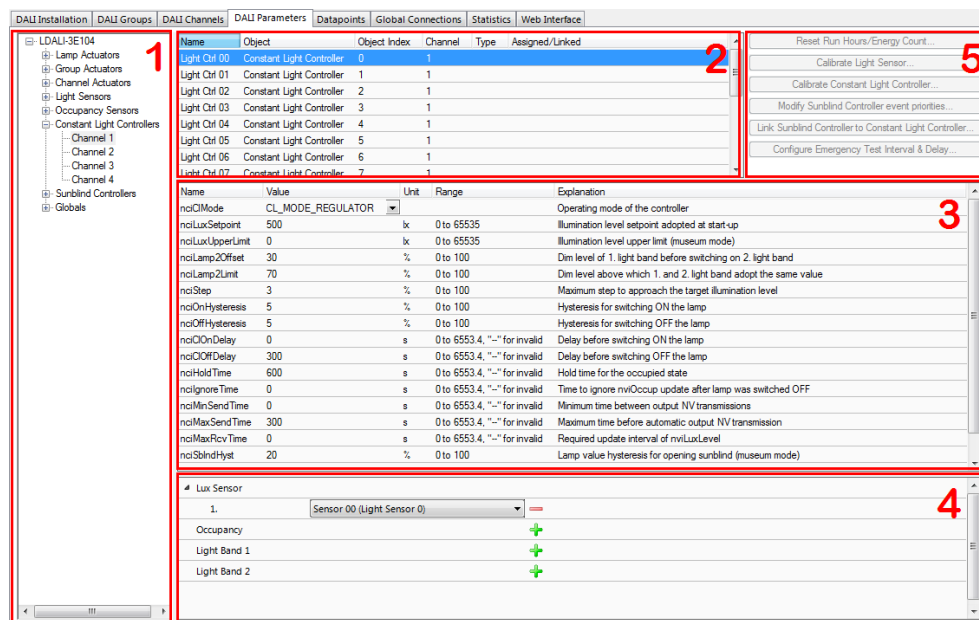 DALI Installation DALI Groups DALI Channels DALI Parameters Datapoints Global Connections Statistics Web Interface
1
LDALI-3E104
Lamp Actuators
Group Actuators
Channel Actuators
Light Sensors
Occupancy Sensors
Constant Light Controllers
Channel 1
Channel 2
Channel 3
Channel 4
Sunblind Controllers
Globals
2
Name Object Object Index Channel Type Assigned/Linked
Light Ctrl 00 Constant Light Controller 0 1
Light Ctrl 01 Constant Light Controller 1 1
Light Ctrl 02 Constant Light Controller 2 1
Light Ctrl 03 Constant Light Controller 3 1
Light Ctrl 04 Constant Light Controller 4 1
Light Ctrl 05 Constant Light Controller 5 1
Light Ctrl 06 Constant Light Controller 6 1
Light Ctrl 07 Constant Light Controller 7 1
5
Reset Run Hours/Energy Count...
Calibrate Light Sensor...
Calibrate Constant Light Controller...
Modify Sunblind Controller event priorities...
Link Sunblind Controller to Constant Light Controller...
Configure Emergency Test Interval & Delay...
3
Name Value Unit Range Explanation
nciClMode CL_MODE_REGULATOR Operating mode of the controller
nciLuxSetpoint 500 lx 0 to 65535 Illumination level setpoint adopted at start-up
nciLuxUpperLimit 0 lx 0 to 65535 Illumination level upper limit (museum mode)
nciLamp2Offset 30 % 0 to 100 Dim level of 1. light band before switching on 2. light band
nciLamp2Limit 70 % 0 to 100 Dim level above which 1. and 2. light band adopt the same value
nciStep 3 % 0 to 100 Maximum step to approach the target illumination level
nciOnHysteresis 5 % 0 to 100 Hysteresis for switching ON the lamp
nciOffHysteresis 5 % 0 to 100 Hysteresis for switching OFF the lamp
nciClOnDelay 0 s 0 to 6553.4, "--" for invalid Delay before switching ON the lamp
nciClOffDelay 300 s 0 to 6553.4, "--" for invalid Delay before switching OFF the lamp
nciHoldTime 600 s 0 to 6553.4, "--" for invalid Hold time for the occupied state
nciIgnoreTime 0 s 0 to 6553.4, "--" for invalid Time to ignore nviOccup update after lamp was switched OFF
nciMinSendTime 0 s 0 to 6553.4, "--" for invalid Minimum time between output NV transmissions
nciMaxSendTime 300 s 0 to 6553.4, "--" for invalid Maximum time before automatic output NV transmission
nciMaxRcvTime 0 s 0 to 6553.4, "--" for invalid Required update interval of nviLuxLevel
nciSblndHyst 20 % 0 to 100 Lamp value hysteresis for opening sunblind (museum mode)
4
Lux Sensor
1. Sensor 00 (Light Sensor 0)
Occupancy
Light Band 1
Light Band 2